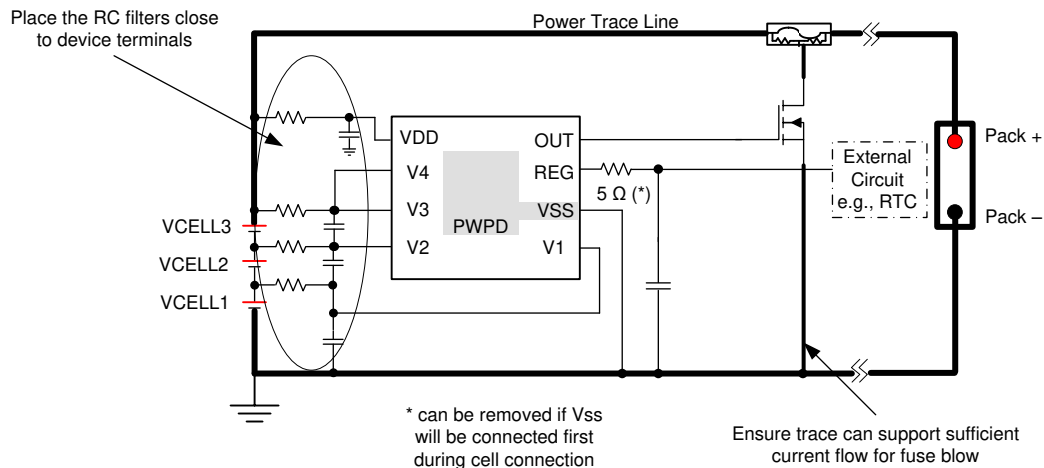 Place the RC filters close
to device terminals
Power Trace Line
VDD
OUT
V4
REG
V3
VSS
V2
PWPD
V1
5 Ω (*)
External
Circuit
e.g., RTC
Pack +
Pack –
VCELL3
VCELL2
VCELL1
* can be removed if Vss
will be connected first
during cell connection
Ensure trace can support sufficient
current flow for fuse blow